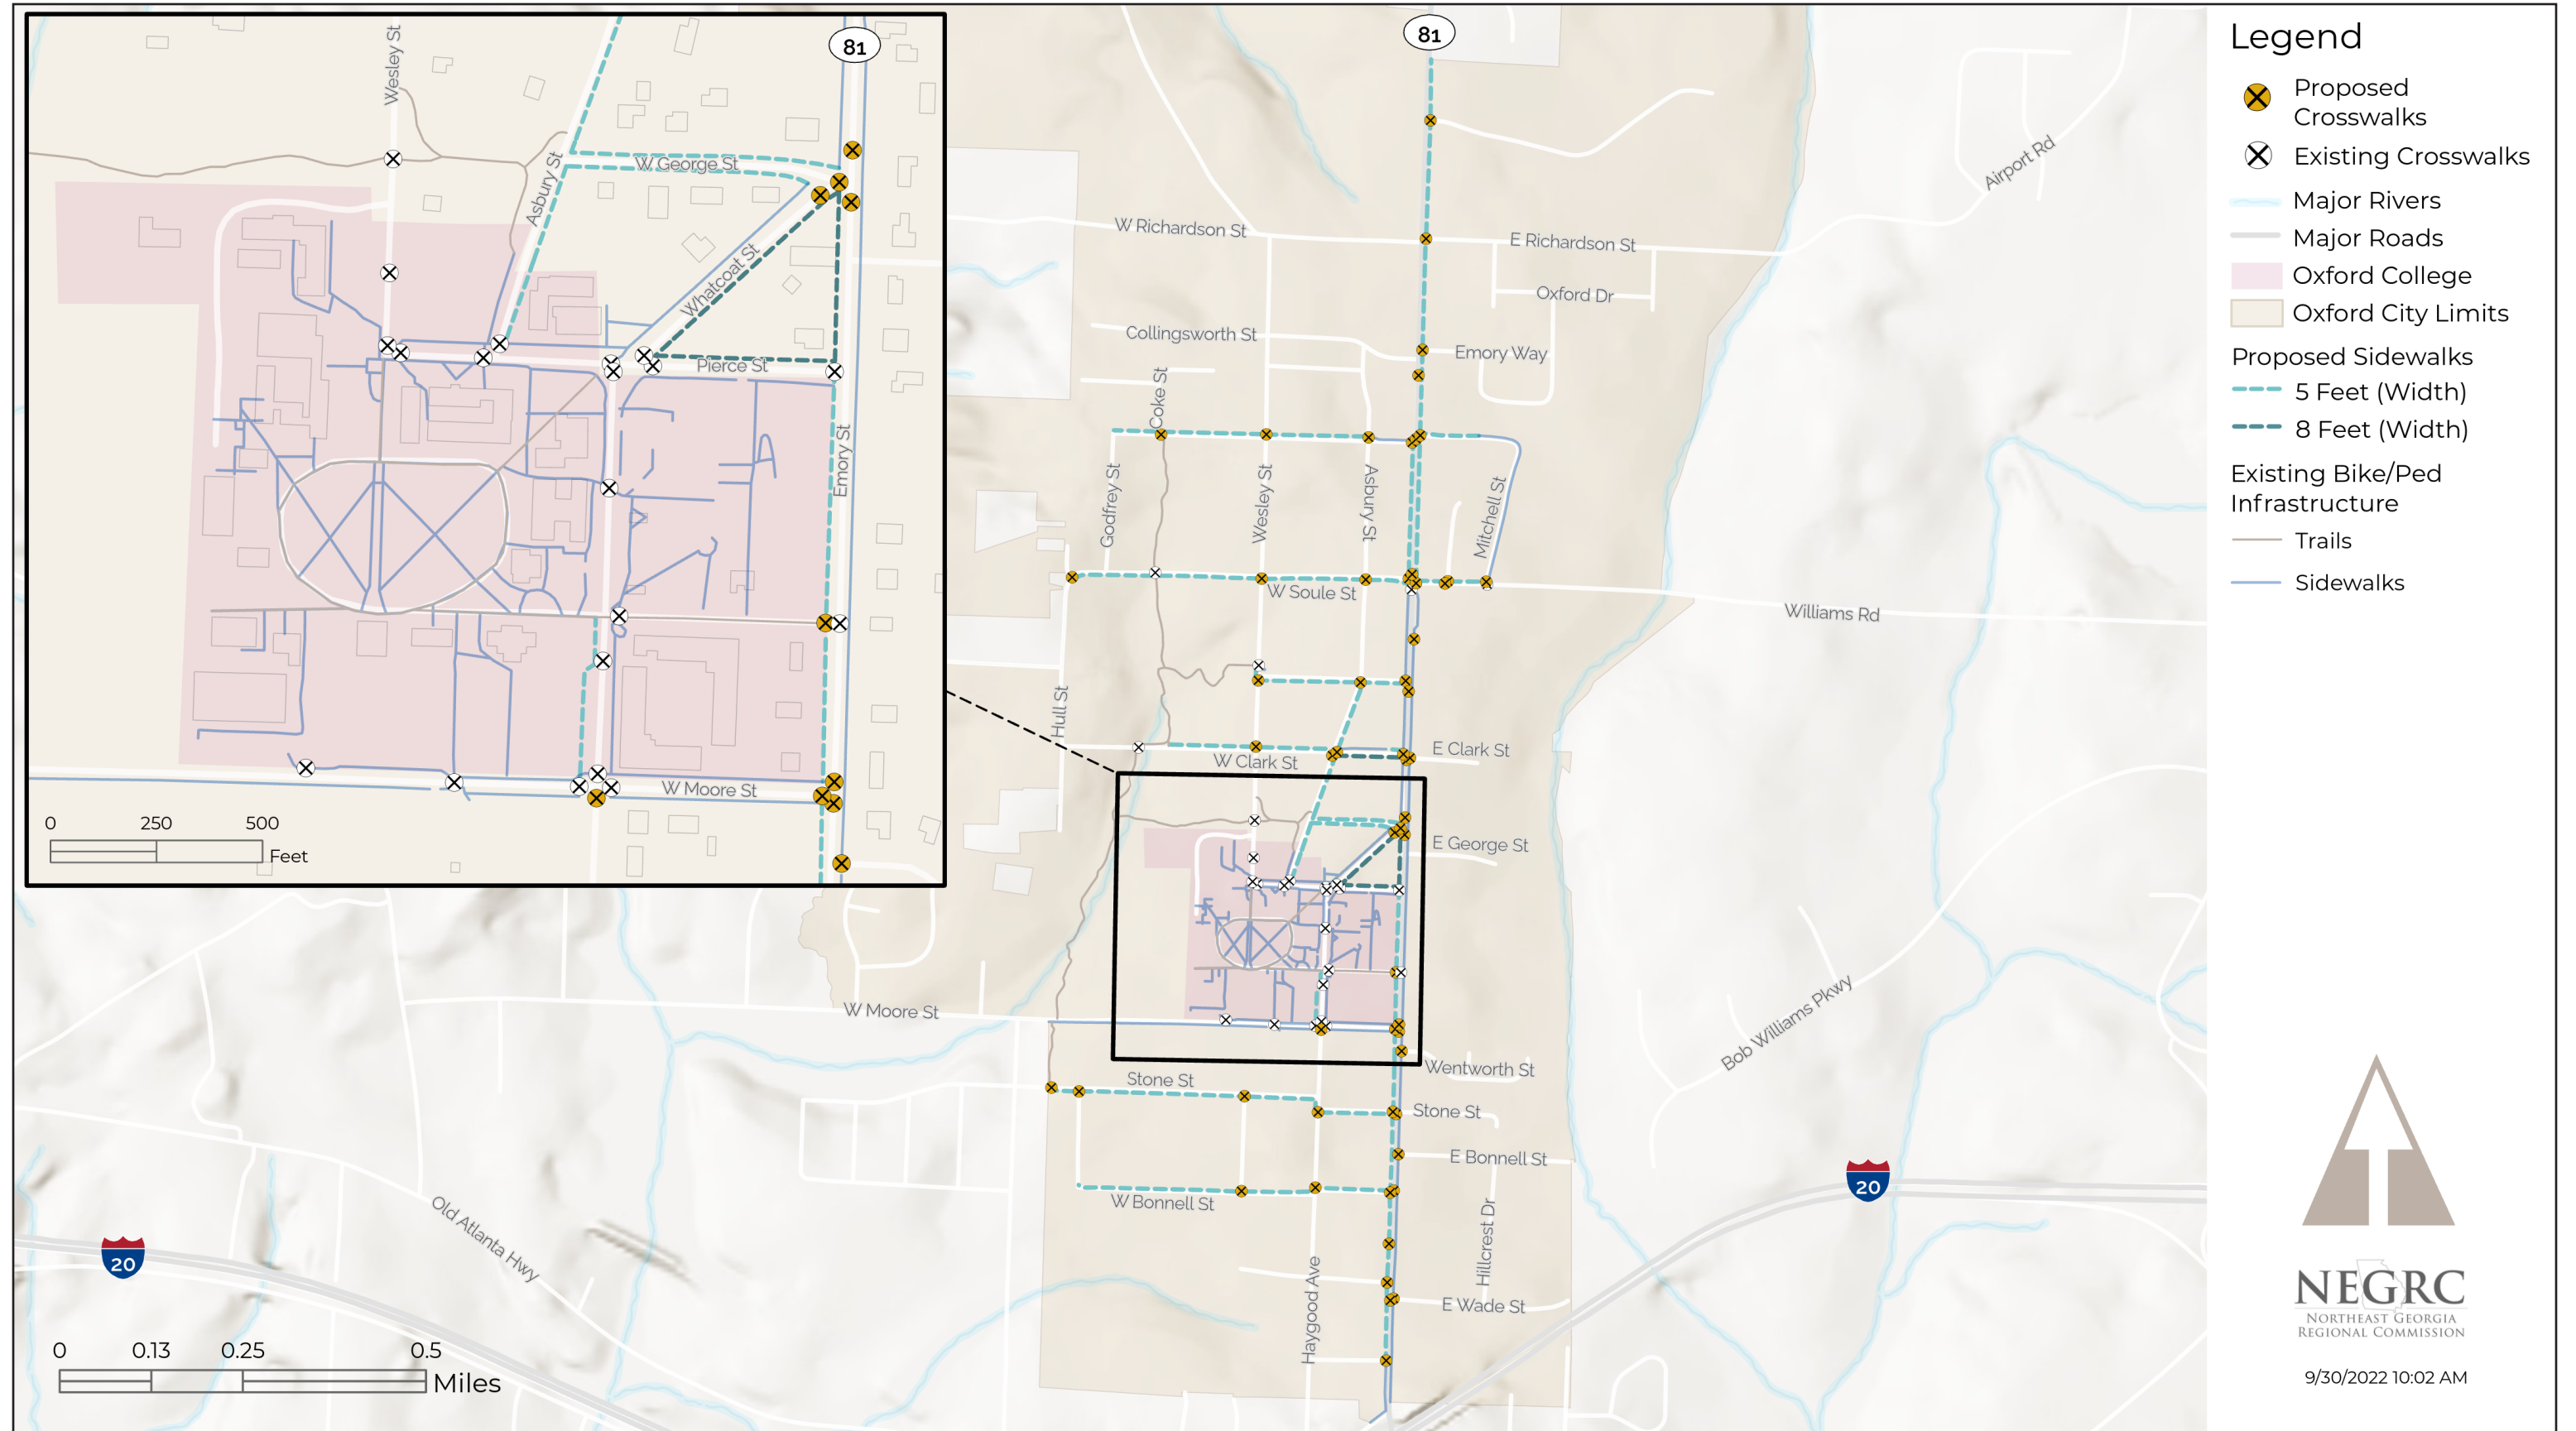 Wesley St
81
W George St
Asbury St
Whatcoat St
Pierce St
Emory St
W Moore St
0 250 500
Feet
81
Airport Rd
W Richardson St
E Richardson St
Oxford Dr
Collingsworth St
Emory Way
Coke St
Godfrey St
Wesley St
Asbury St
Mitchell St
W Soule St
Williams Rd
Hull St
E Clark St
W Clark St
E George St
W Moore St
Bob Williams Pkwy
Wentworth St
Stone St
Stone St
E Bonnell St
W Bonnell St
Old Atlanta Hwy
Hillcrest Dr
Haygood Ave
E Wade St
20
20
0 0.13 0.25 0.5
Miles
Legend
Proposed
Crosswalks
Existing Crosswalks
Major Rivers
Major Roads
Oxford College
Oxford City Limits
Proposed Sidewalks
5 Feet (Width)
8 Feet (Width)
Existing Bike/Ped
Infrastructure
Trails
Sidewalks
NEGRC
Northeast Georgia
Regional Commission
9/30/2022 10:02 AM